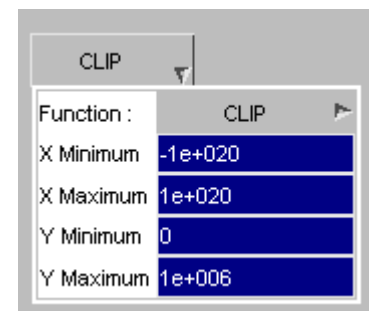 CLIP
Function : CLIP
X Minimum -1e+020
X Maximum 1e+020
Y Minimum 0
Y Maximum 1e+006